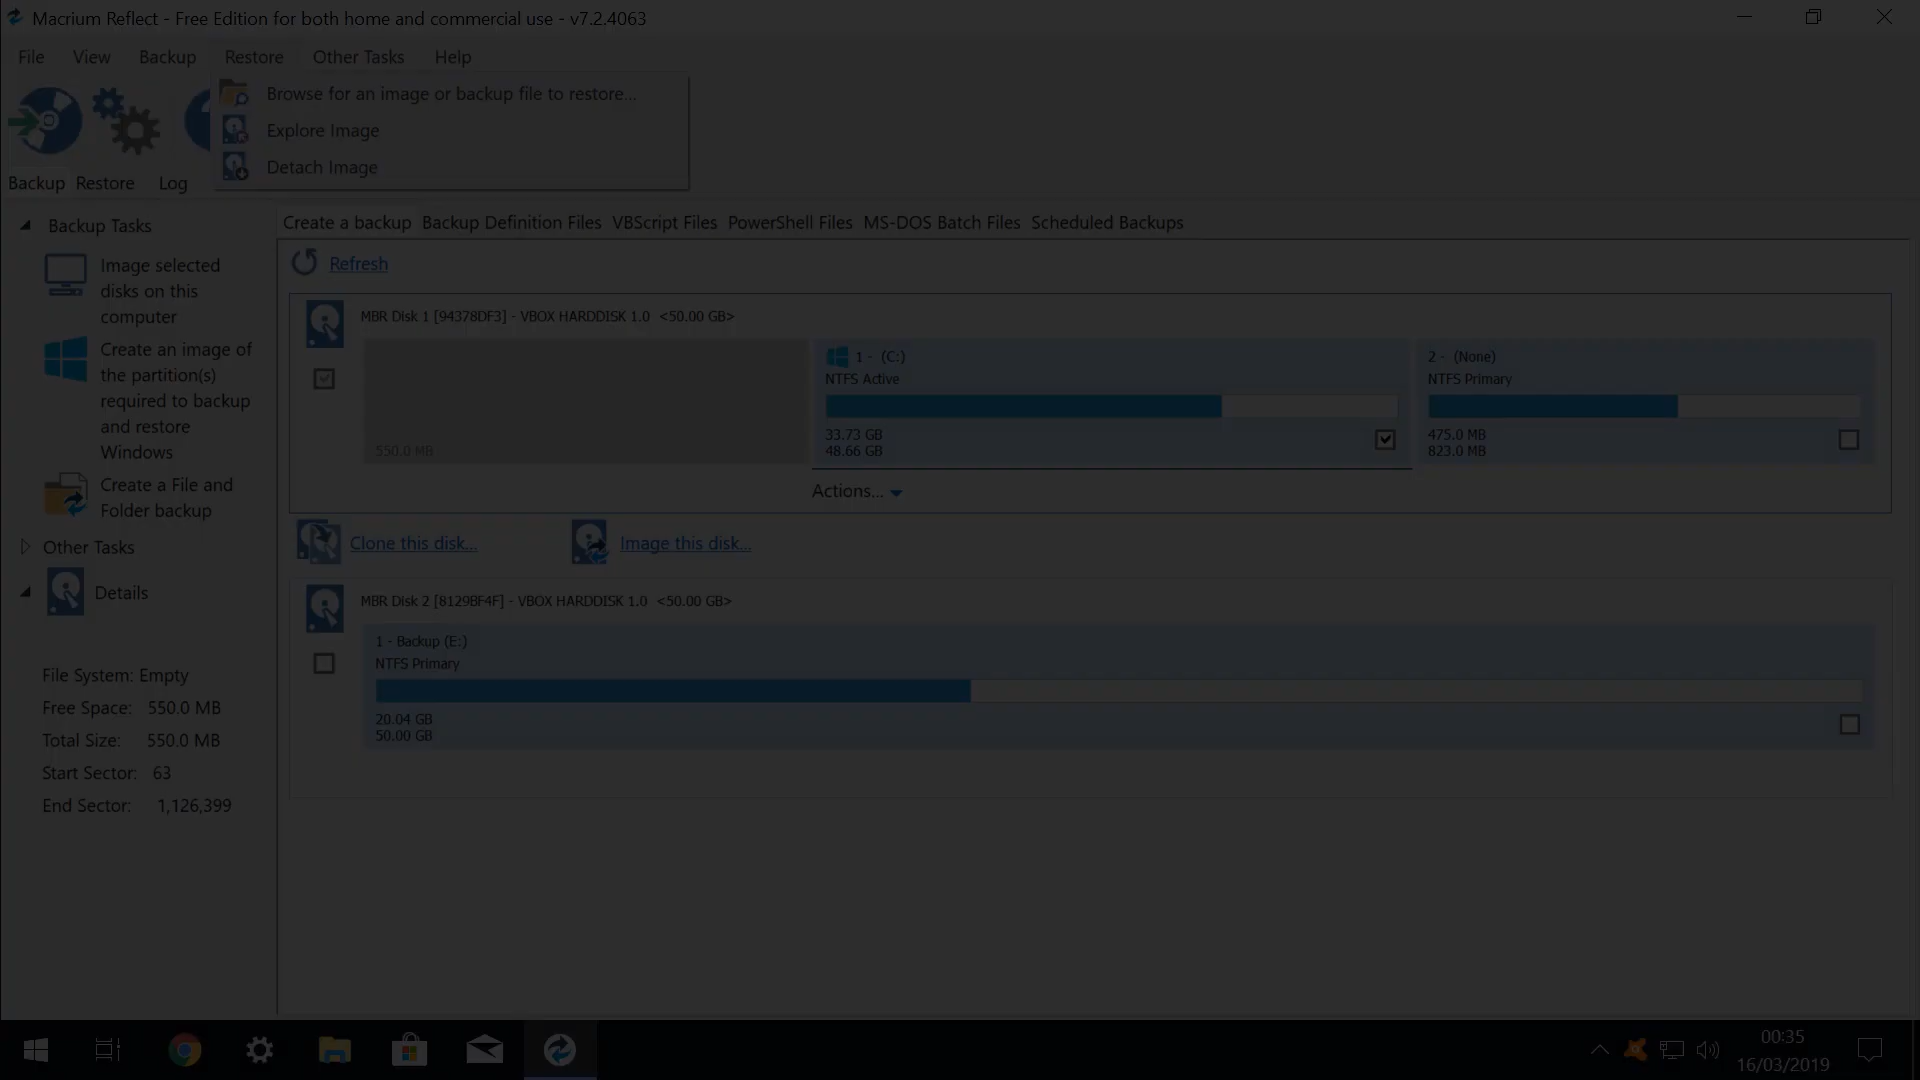 Macrium Reflect - Free Edition for both home and commercial use - v7.2.4063
File View Backup Restore Other Tasks Help
Browse for an image or backup file to restore...
Explore Image
Detach Image
Backup Restore Log
Backup Tasks
Image selected
disks on this
computer
Create an image of
the partition(s)
required to backup
and restore
Windows
Create a File and
Folder backup
Other Tasks
Details
File System: Empty
Free Space: 550.0 MB
Total Size: 550.0 MB
Start Sector: 63
End Sector: 1,126,399
Create a backup Backup Definition Files VBScript Files PowerShell Files MS-DOS Batch Files Scheduled Backups
Refresh
MBR Disk 1 [94378DF3] - VBOX HARDDISK 1.0 <50.00 GB>
550.0 MB
1 - (C:)
NTFS Active
33.73 GB
48.66 GB
2 - (None)
NTFS Primary
475.0 MB
823.0 MB
Actions...
Clone this disk... Image this disk...
MBR Disk 2 [8129BF4F] - VBOX HARDDISK 1.0 <50.00 GB>
1 - Backup (E:)
NTFS Primary
20.04 GB
50.00 GB
00:35
16/03/2019